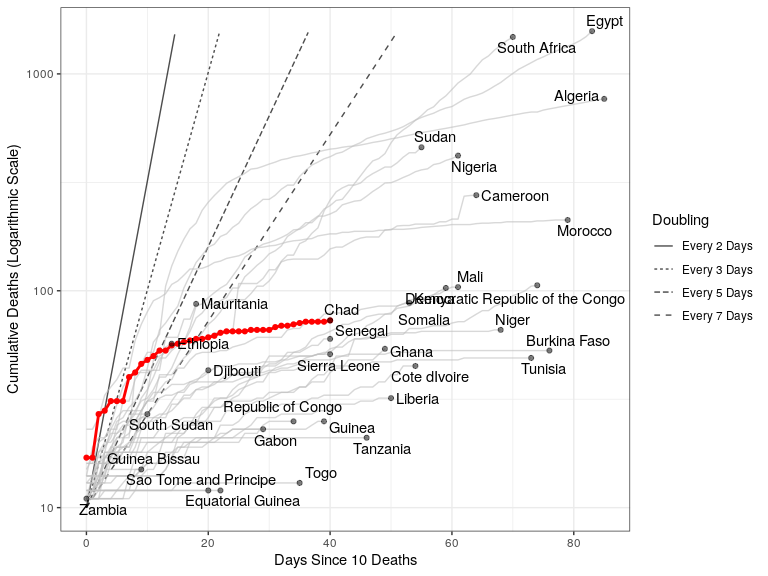 Egypt
South Africa
Algeria
Sudan
Nigeria
Cameroon
Morocco
Mali
Democratic Republic of the Congo
Kenya
Mauritania
Chad
Somalia
Niger
Senegal
Ethiopia
Burkina Faso
Ghana
Sierra Leone
Tunisia
Djibouti
Cote dIvoire
Liberia
Republic of Congo
South Sudan
Guinea
Gabon
Tanzania
Guinea Bissau
Togo
Sao Tome and Principe
Equatorial Guinea
Zambia
1000
100
10
0
20
40
60
80
Days Since 10 Deaths
Cumulative Deaths (Logarithmic Scale)
Doubling
Every 2 Days
Every 3 Days
Every 5 Days
Every 7 Days